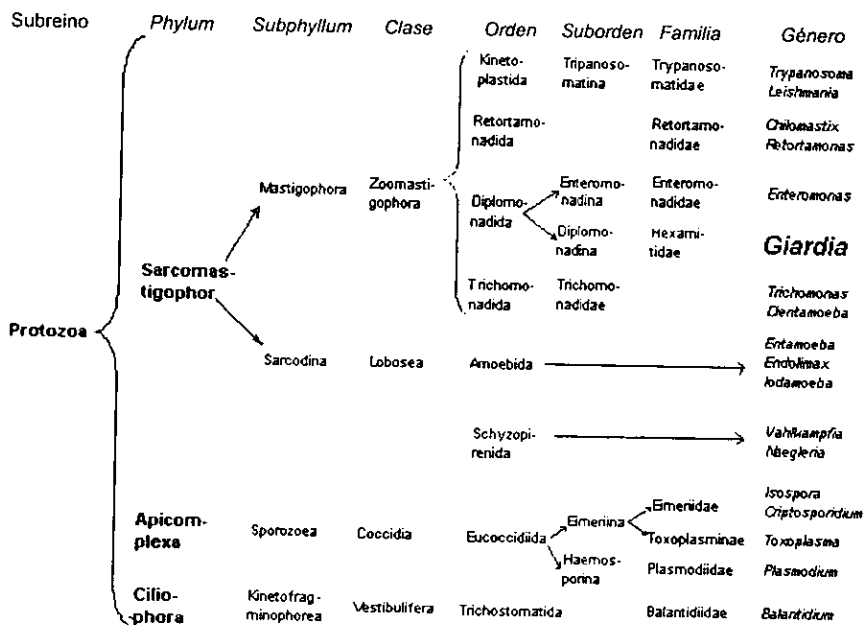 Subreino Phylum Subphyllum Clase Orden Suborden Familia Género
Kineto- Tripanoso- Trypanoso- Trypanosoma
plastida matina matidae Leishmania
Retortamo- Retortamo- Chilomastix
nadida nadidae Retortamonas
Mastigophora Zoomasti-
gophora
Enteromo- Enteromo- Enteromonas
nadina nadidae
Diplomo-
nadida
Diplomo- Hexami- Giardia
nadina tidae
Sarcomas-
tigophor
Trichomo- Trichomo- Trichomonas
nadida nadidae Dientamoeba
Protozoa
Sarcodina Lobosea Amoebida
Entamoeba
Endolimax
Iodamoeba
Schyzopi- Vahlkampfia
renida Naegleria
Apicom-
plexa
Sporozoea Coccidia Eucoccidiida
Eimeriina Eimeriidae
Isospora
Criptosporidium
Toxoplasminae Toxoplasma
Haemos- Plasmodiidae Plasmodium
porina
Cilio-
phora
Kinetofrag- Vestibulifera Trichostomatida Balantidiidae Balantidium
minophorea